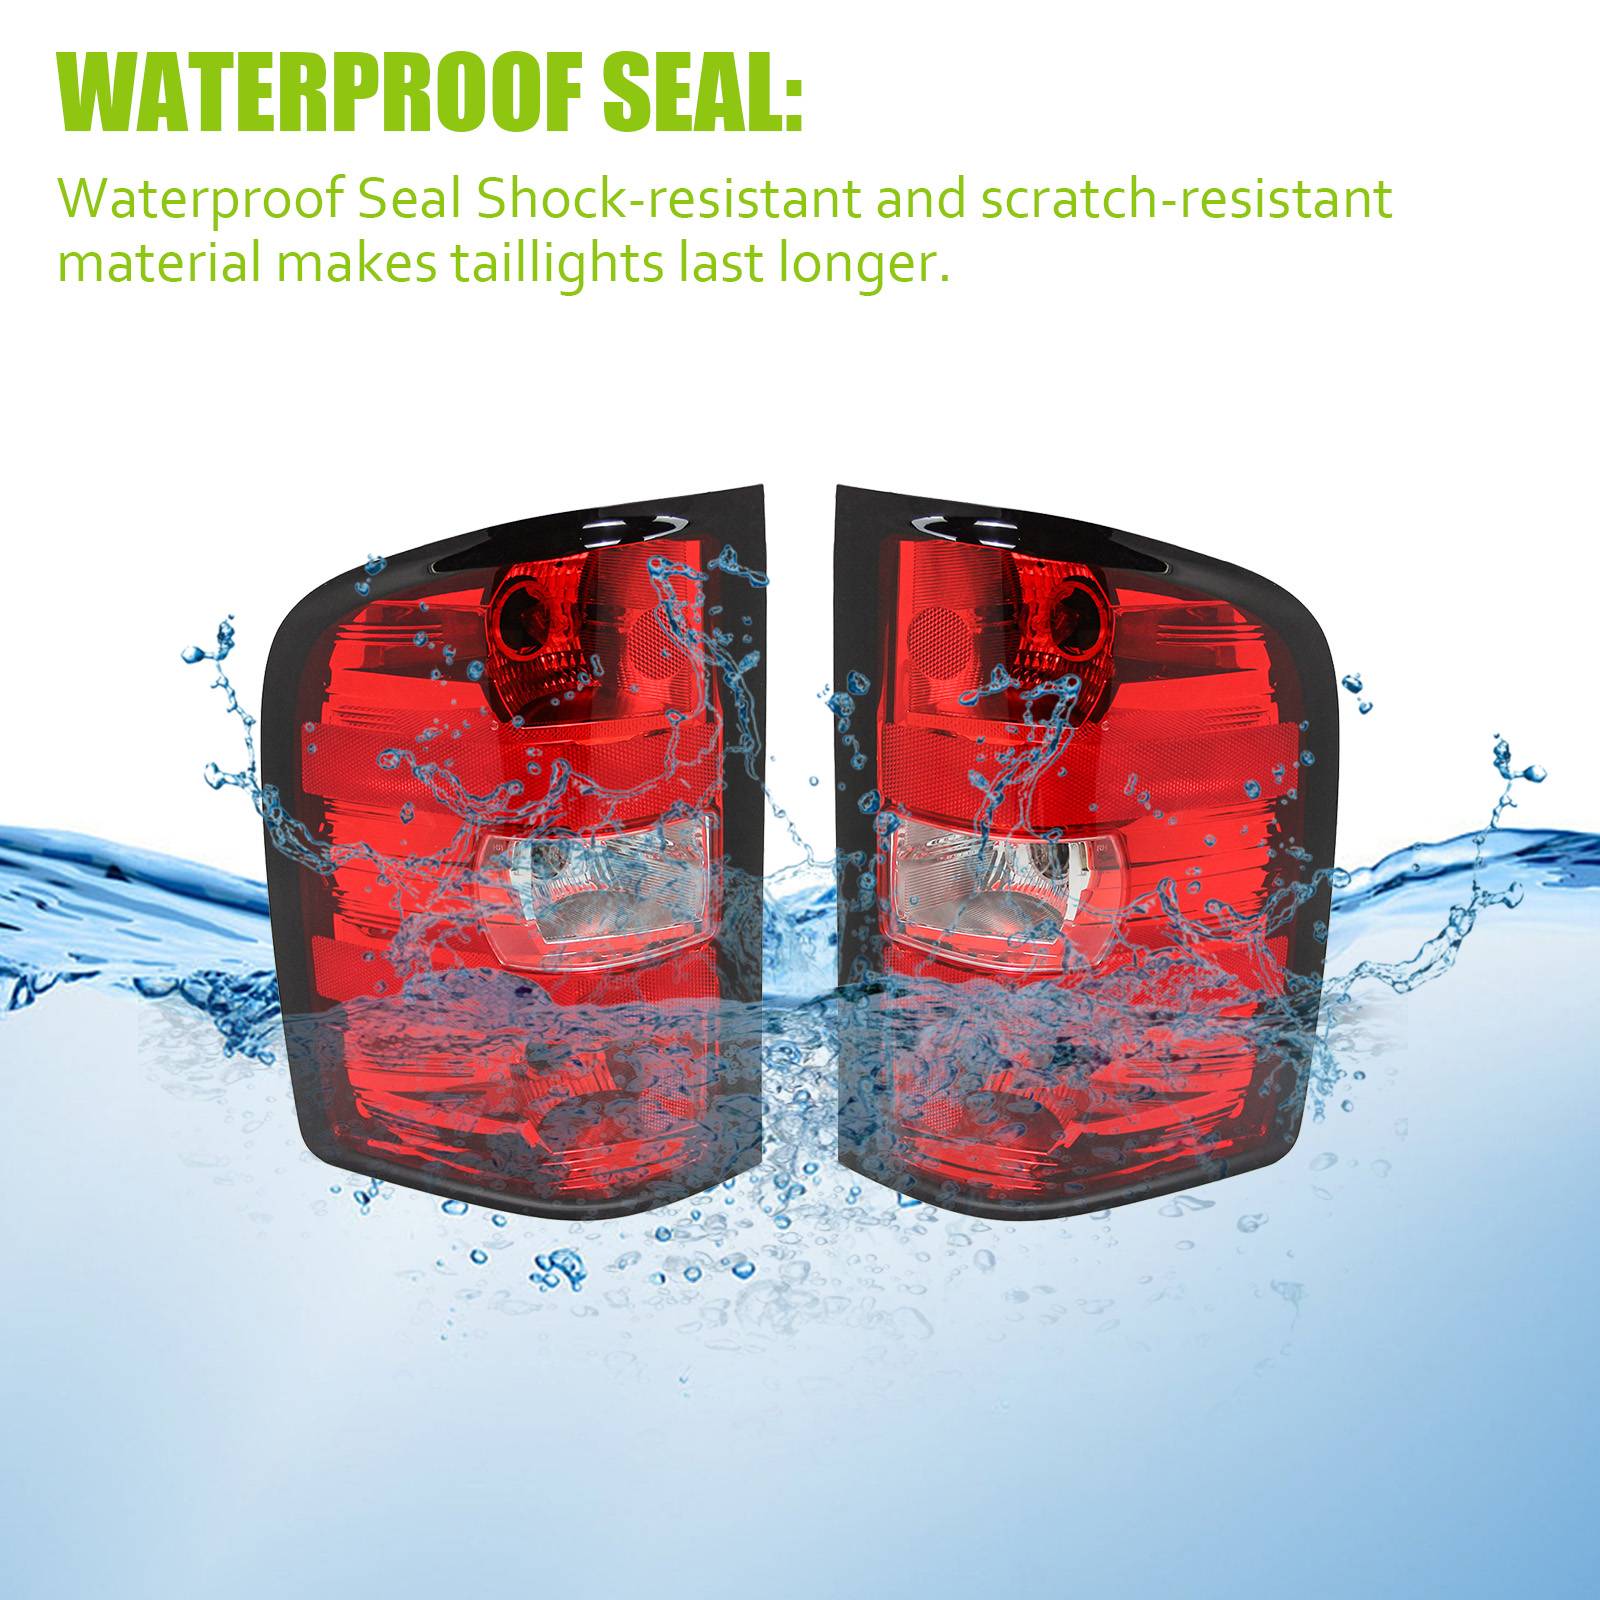 WATERPROOF SEAL:
Waterproof Seal Shock-resistant and scratch-resistant
material makes taillights last longer.